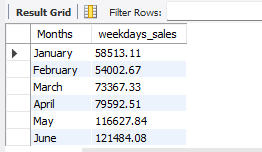 Result Grid Filter Rows:
Months weekdays_sales
January 58513.11
February 54002.67
March 73367.33
April 79592.51
May 116627.84
June 121484.08